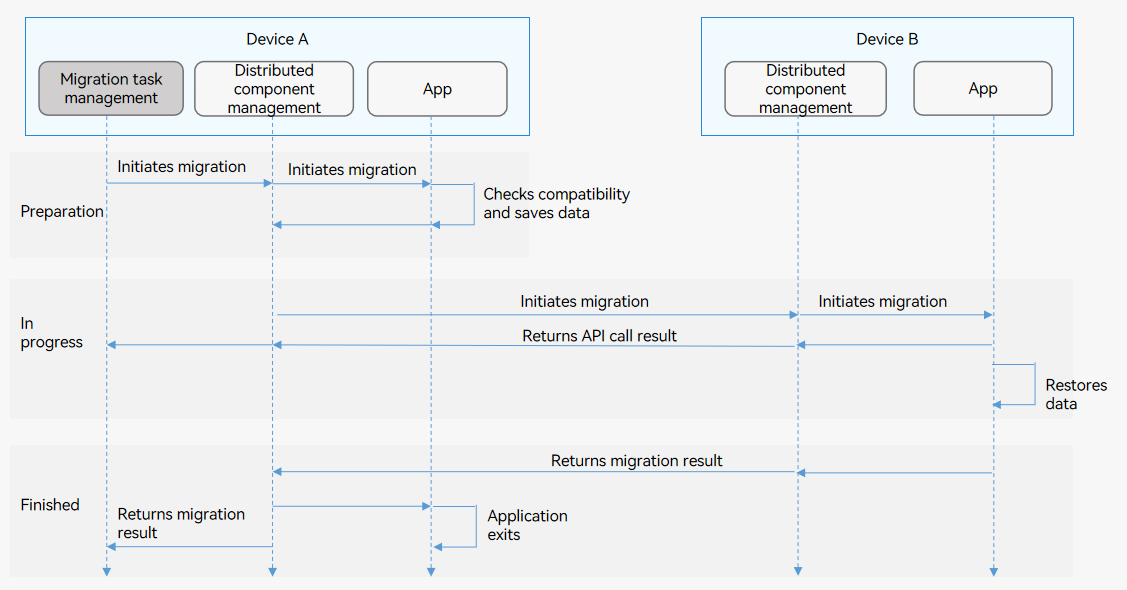 Device A
Device B
Migration task
management
Distributed
component
management
App
Distributed
component
management
App
Initiates migration
Initiates migration
Checks compatibility
and saves data
Preparation
Initiates migration
Initiates migration
In
progress
Returns API call result
Restores
data
Returns migration result
Finished
Returns migration
result
Application
exits